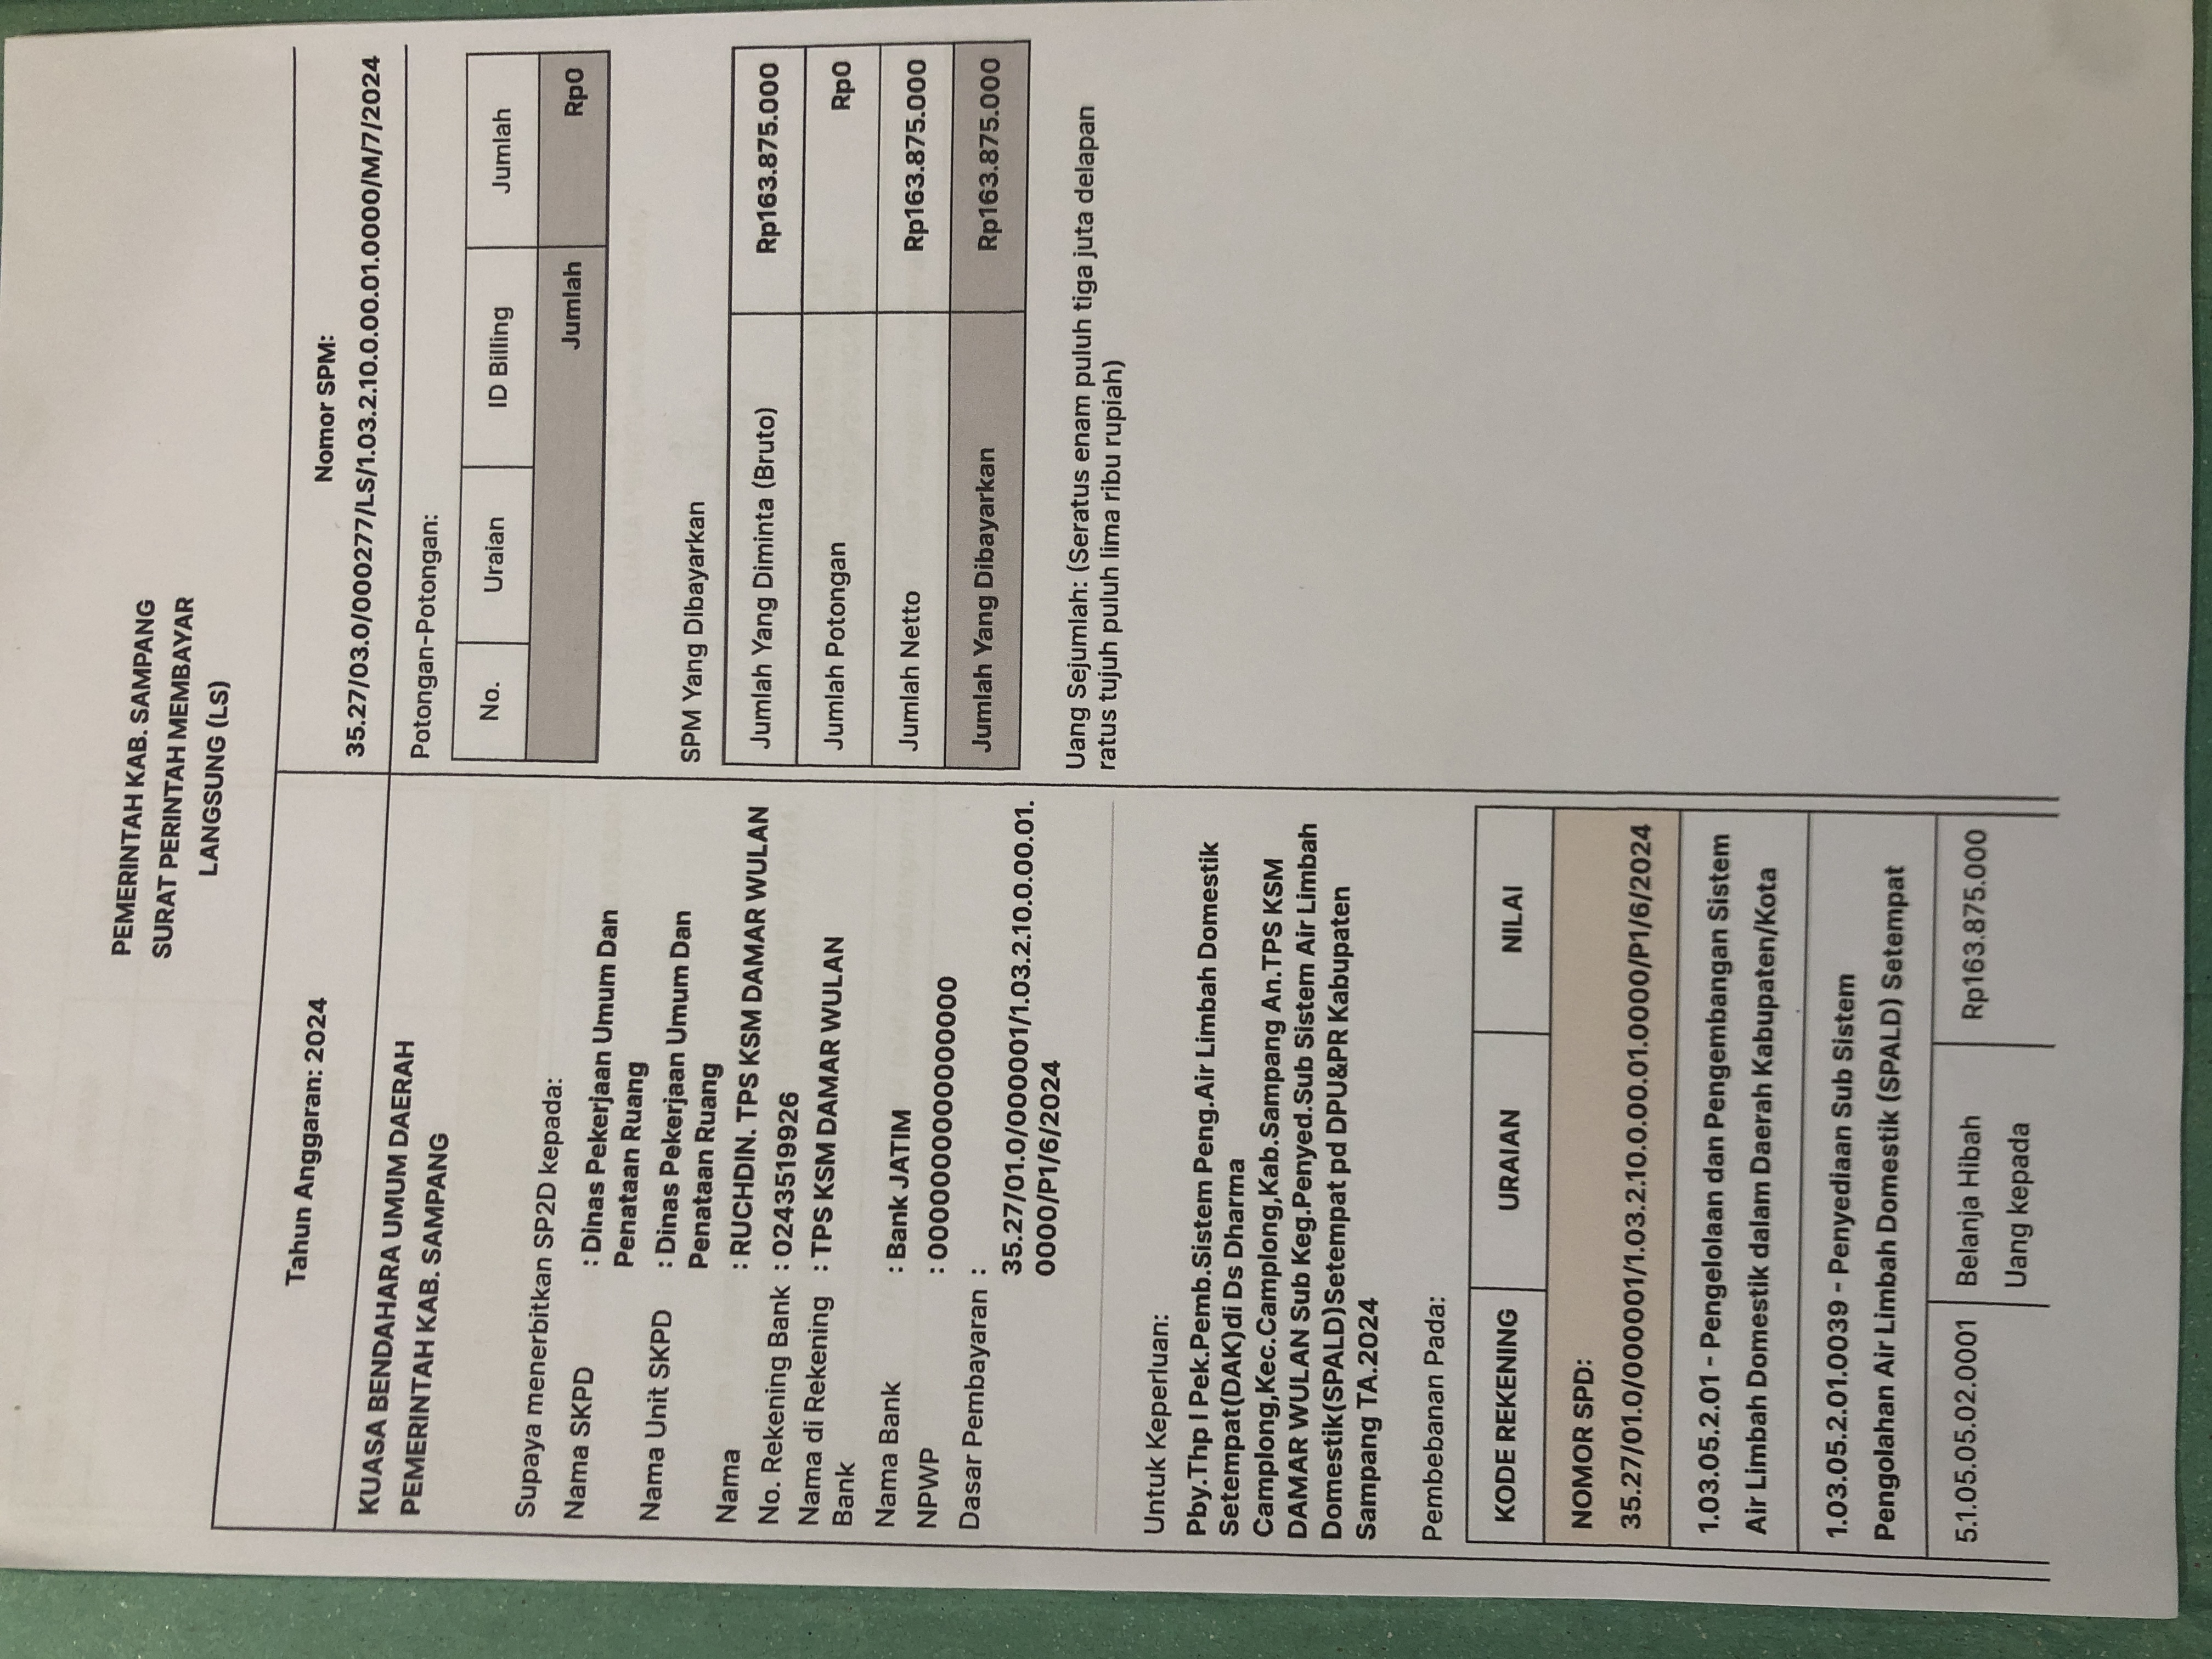 PEMERINTAH KAB. SAMPANG
SURAT PERINTAH MEMBAYAR
LANGSUNG (LS)
Tahun Anggaran: 2024
Nomor SPM:
35.27/03.0/000277/LS/1.03.2.10.0.00.01.0000/M/7/2024
KUASA BENDAHARA UMUM DAERAH
PEMERINTAH KAB. SAMPANG
Supaya menerbitkan SP2D kepada:
Nama SKPD : Dinas Pekerjaan Umum Dan
Penataan Ruang
Nama Unit SKPD : Dinas Pekerjaan Umum Dan
Penataan Ruang
Nama : RUCHDIN. TPS KSM DAMAR WULAN
No. Rekening Bank : 0243519926
Nama di Rekening : TPS KSM DAMAR WULAN
Bank
Nama Bank : Bank JATIM
NPWP : 0000000000000000
Dasar Pembayaran :
35.27/01.0/000001/1.03.2.10.0.00.01.
0000/P1/6/2024
Untuk Keperluan:
Pby.Thp I Pek.Pemb.Sistem Peng.Air Limbah Domestik
Setempat(DAK)di Ds Dharma
Camplong,Kec.Camplong,Kab.Sampang An.TPS KSM
DAMAR WULAN Sub Keg.Penyed.Sub Sistem Air Limbah
Domestik(SPALD)Setempat pd DPU&PR Kabupaten
Sampang TA.2024
Pembebanan Pada:
KODE REKENING URAIAN NILAI
NOMOR SPD:
35.27/01.0/000001/1.03.2.10.0.00.01.0000/P1/6/2024
1.03.05.2.01 - Pengelolaan dan Pengembangan Sistem
Air Limbah Domestik dalam Daerah Kabupaten/Kota
1.03.05.2.01.0039 - Penyediaan Sub Sistem
Pengolahan Air Limbah Domestik (SPALD) Setempat
5.1.05.05.02.0001 Belanja Hibah Rp163.875.000
Uang kepada
Potongan-Potongan:
No. Uraian ID Billing Jumlah
Jumlah Rp0
SPM Yang Dibayarkan
Jumlah Yang Diminta (Bruto) Rp163.875.000
Jumlah Potongan Rp0
Jumlah Netto Rp163.875.000
Jumlah Yang Dibayarkan Rp163.875.000
Uang Sejumlah: (Seratus enam puluh tiga juta delapan
ratus tujuh puluh lima ribu rupiah)